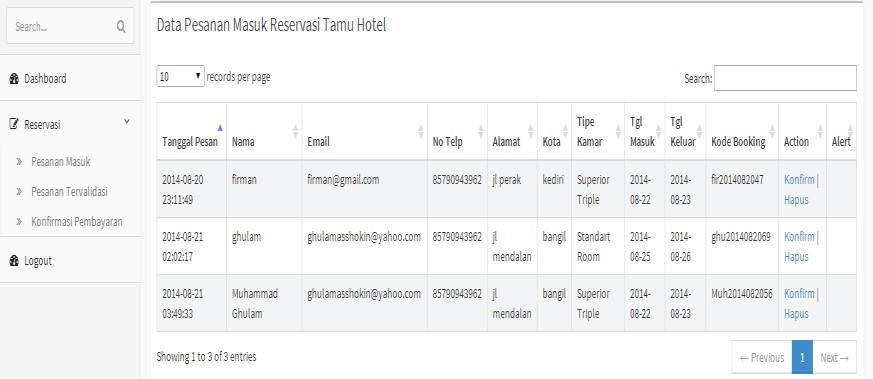 Search...
Dashboard
Reservasi
Pesanan Masuk
Pesanan Tervalidasi
Konfirmasi Pembayaran
Logout
Data Pesanan Masuk Reservasi Tamu Hotel
10 records per page
Search:
Tanggal Pesan Nama Email No Telp Alamat Kota Tipe Kamar Tgl Masuk Tgl Keluar Kode Booking Action Alert
2014-08-20 23:11:49 firman firman@gmail.com 85790943962 jl perak kediri Superior Triple 2014-08-22 2014-08-23 fir2014082047 Konfirm | Hapus
2014-08-21 02:02:17 ghulam ghulamasshokin@yahoo.com 85790943962 jl mendalan bangil Standart Room 2014-08-25 2014-08-26 ghu2014082069 Konfirm | Hapus
2014-08-21 03:49:33 Muhammad Ghulam ghulamasshokin@yahoo.com 85790943962 jl mendalan bangil Superior Triple 2014-08-22 2014-08-23 Muh2014082056 Konfirm | Hapus
Showing 1 to 3 of 3 entries
← Previous 1 Next →